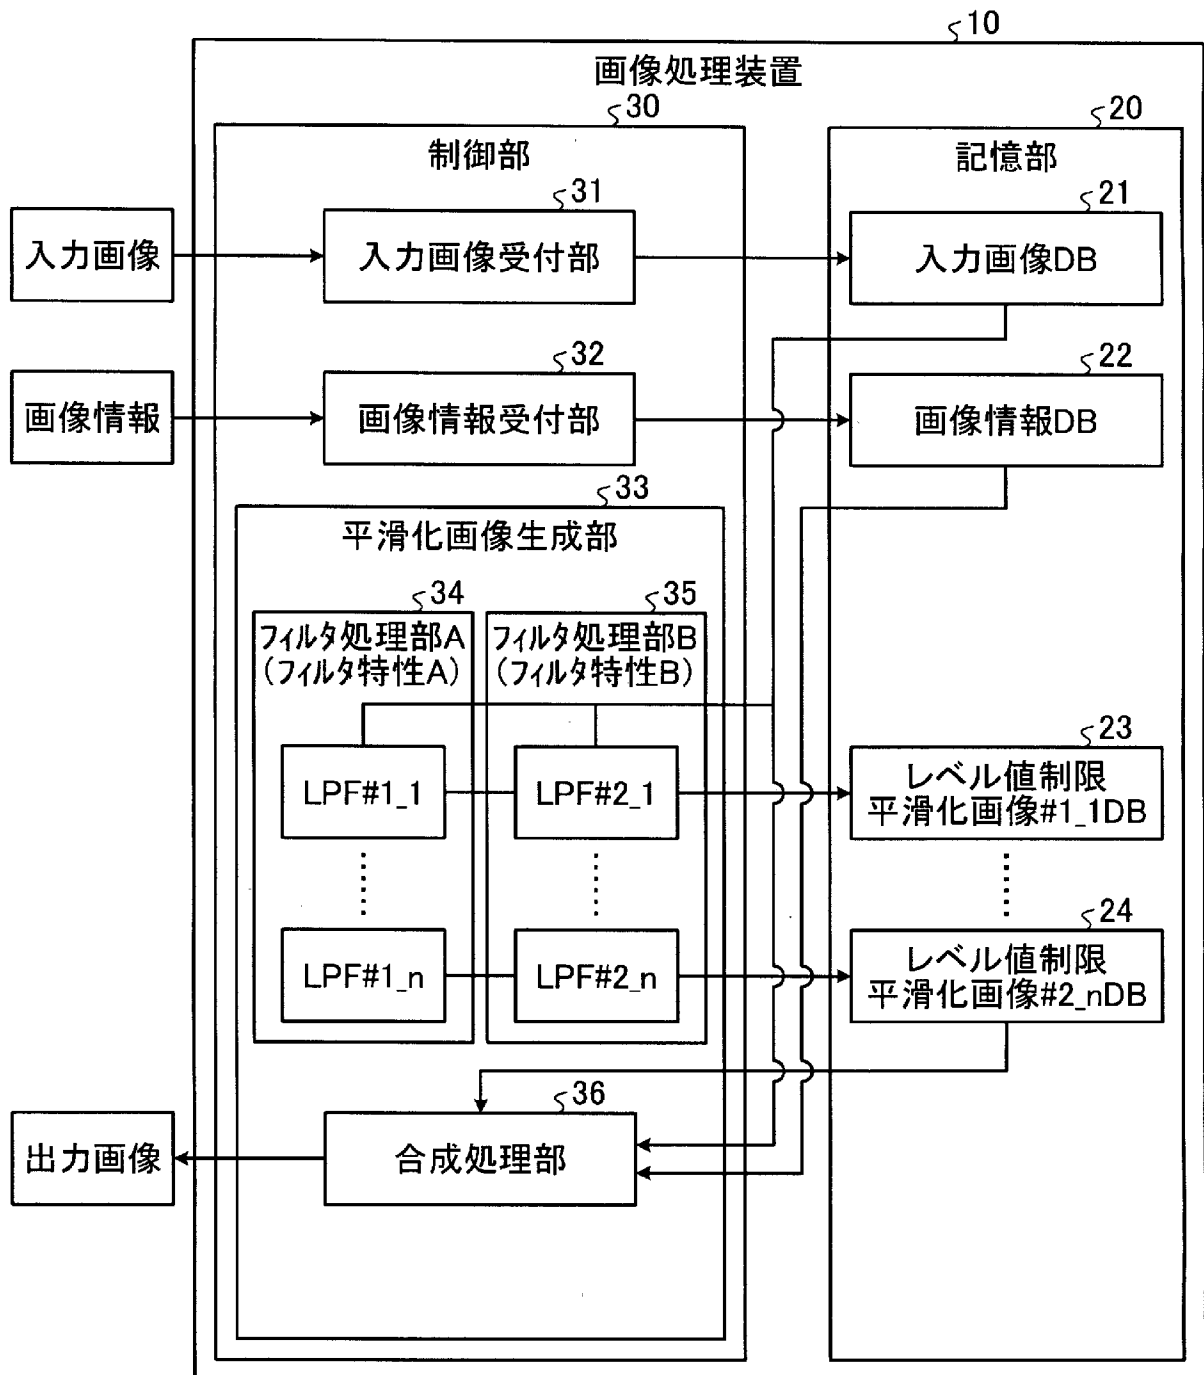 10
画像処理装置
30
20
制御部
記憶部
31
21
入力画像
入力画像受付部
入力画像DB
32
22
画像情報
画像情報受付部
画像情報DB
33
平滑化画像生成部
34
35
フィルタ処理部A
(フィルタ特性A)
フィルタ処理部B
(フィルタ特性B)
23
LPF#1_1
LPF#2_1
レベル値制限
平滑化画像#1_1DB
24
LPF#1_n
LPF#2_n
レベル値制限
平滑化画像#2_nDB
36
出力画像
合成処理部